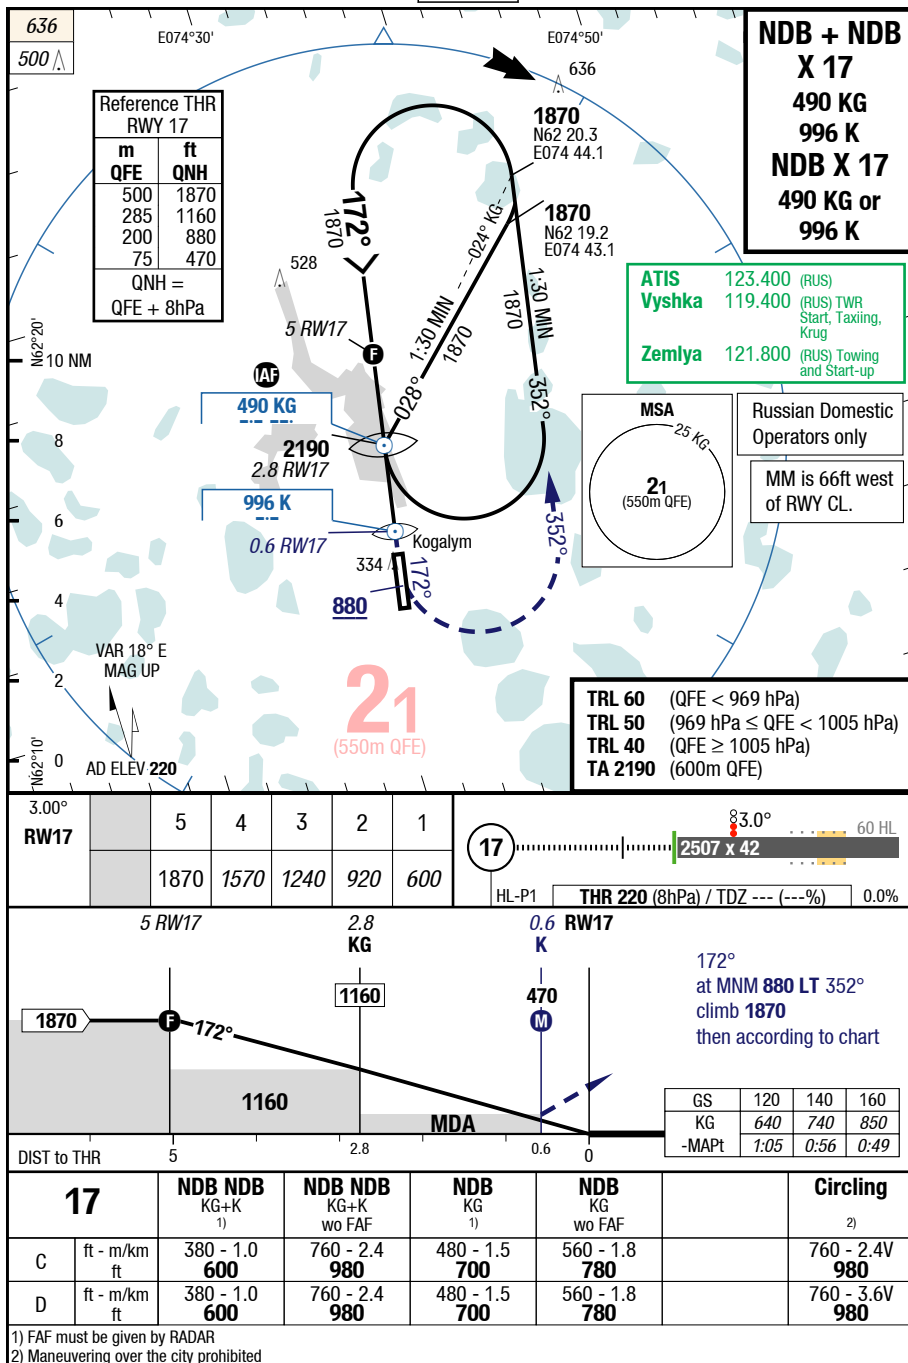 636
500
E074°30'
E074°50'
NDB + NDB
X 17
490 KG
996 K
NDB X 17
490 KG or
996 K
Reference THR
RWY 17
m ft
QFE QNH
500 1870
285 1160
200 880
75 470
QNH =
QFE + 8hPa
636
1870
N62 20.3
E074 44.1
1870
N62 19.2
E074 43.1
172°
1870
024° KG
528
1:30 MIN
1870
1:30 MIN
1870
028°
352°
5 RW17
F
IAF
490 KG
2190
2.8 RW17
996 K
0.6 RW17
Kogalym
334
172°
352°
880
ATIS 123.400 (RUS)
Vyshka 119.400 (RUS) TWR
Start, Taxiing,
Krug
Zemlya 121.800 (RUS) Towing
and Start-up
MSA
25 KG
21
(550m QFE)
Russian Domestic
Operators only
MM is 66ft west
of RWY CL.
N62°20'
10 NM
8
6
4
2
0
N62°10'
VAR 18° E
MAG UP
AD ELEV 220
21
(550m QFE)
TRL 60 (QFE < 969 hPa)
TRL 50 (969 hPa ≤ QFE < 1005 hPa)
TRL 40 (QFE ≥ 1005 hPa)
TA 2190 (600m QFE)
3.00°
RW17
5 4 3 2 1
1870 1570 1240 920 600
17
3.0°
60 HL
2507 x 42
HL-P1
THR 220 (8hPa) / TDZ --- (---%)
0.0%
5 RW17 2.8 0.6 RW17
KG K
1870
F
172°
1160
470
M
1160
MDA
172°
at MNM 880 LT 352°
climb 1870
then according to chart
GS 120 140 160
KG 640 740 850
-MAPt 1:05 0:56 0:49
DIST to THR 5 2.8 0.6 0
17
NDB NDB NDB NDB NDB NDB Circling
KG+K KG+K KG KG
1) wo FAF 1) wo FAF 2)
C ft - m/km 380 - 1.0 760 - 2.4 480 - 1.5 560 - 1.8 760 - 2.4V
ft 600 980 700 780 980
D ft - m/km 380 - 1.0 760 - 2.4 480 - 1.5 560 - 1.8 760 - 3.6V
ft 600 980 700 780 980
1) FAF must be given by RADAR
2) Maneuvering over the city prohibited